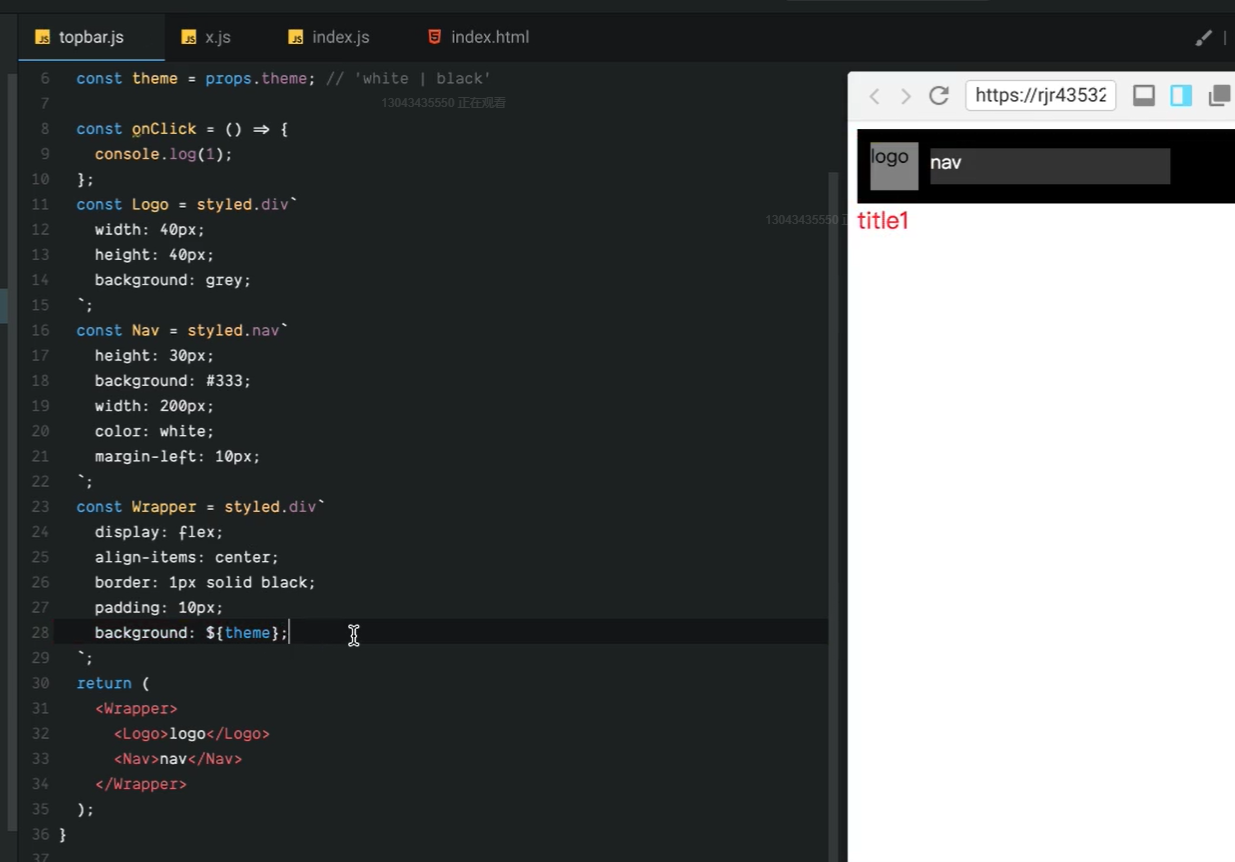 topbar.js x.js index.js index.html
6 const theme = props.theme; // 'white | black'
7
13043435550 正在观看
8 const onClick = () => {
9 console.log(1);
10 };
11 const Logo = styled.div`
12 width: 40px;
13 height: 40px;
14 background: grey;
15 `;
16 const Nav = styled.nav`
17 height: 30px;
18 background: #333;
19 width: 200px;
20 color: white;
21 margin-left: 10px;
22 `;
23 const Wrapper = styled.div`
24 display: flex;
25 align-items: center;
26 border: 1px solid black;
27 padding: 10px;
28 background: ${theme};
29 `;
30 return (
31 <Wrapper>
32 <Logo>logo</Logo>
33 <Nav>nav</Nav>
34 </Wrapper>
35 );
36 }
37
https://rjr43532
logo nav
13043435550
title1